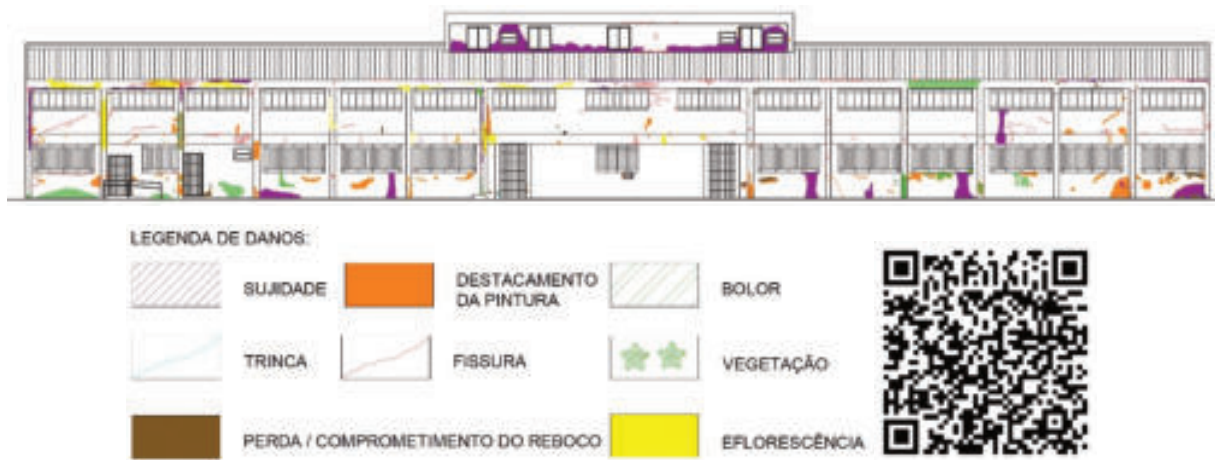 LEGENDA DE DANOS:
SUJIDADE
DESTACAMENTO
DA PINTURA
BOLOR
TRINCA
FISSURA
VEGETAÇÃO
PERDA / COMPROMETIMENTO DO REBOCO
EFLORESCÊNCIA